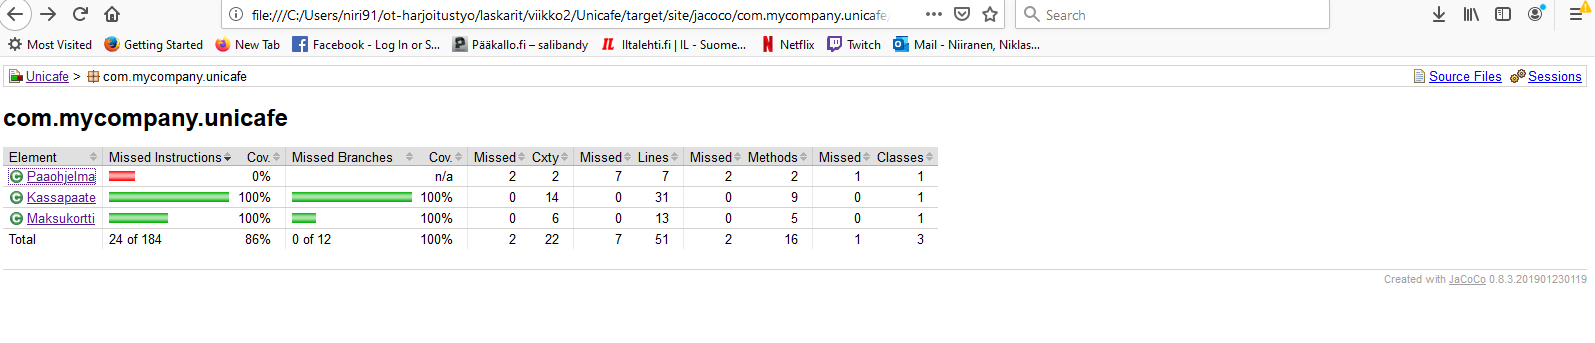 file:///C:/Users/niri91/ot-harjoitustyo/laskarit/viikko2/Unicafe/target/site/jacoco/com.mycompany.unicafe/
Search
Most Visited Getting Started New Tab Facebook - Log In or S... Pääkallo.fi – salibandy Iltalehti.fi | IL - Suome... Netflix Twitch Mail - Niiranen, Niklas...
Unicafe > com.mycompany.unicafe Source Files Sessions
com.mycompany.unicafe
Element Missed Instructions Cov. Missed Branches Cov. Missed Cxty Missed Lines Missed Methods Missed Classes
Paaohjelma 0% n/a 2 2 7 7 2 2 1 1
Kassapaate 100% 100% 0 14 0 31 0 9 0 1
Maksukortti 100% 100% 0 6 0 13 0 5 0 1
Total 24 of 184 86% 0 of 12 100% 2 22 7 51 2 16 1 3
Created with JaCoCo 0.8.3.201901230119